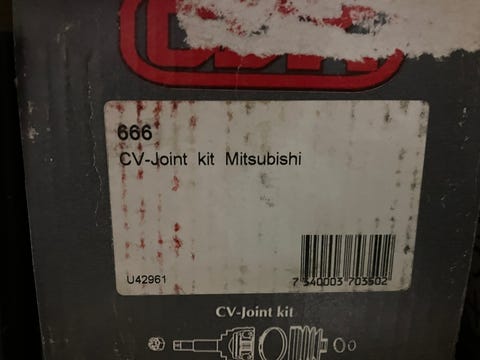 666
CV-Joint kit Mitsubishi
U42961
7 340003 703502
CV-Joint kit